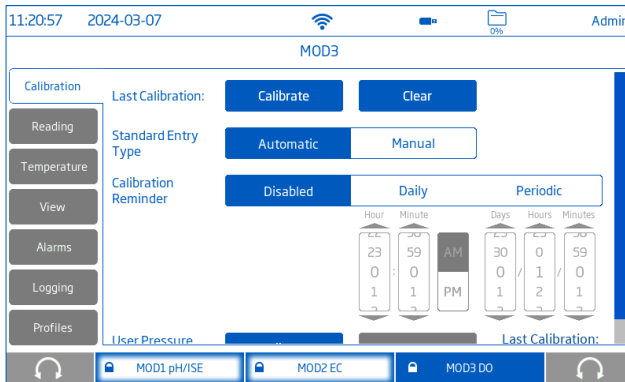 11:20:57 2024-03-07 0% Admin
MOD3
Calibration
Reading
Temperature
View
Alarms
Logging
Profiles
Last Calibration: Calibrate Clear
Standard Entry
Type
Automatic Manual
Calibration
Reminder
Disabled Daily Periodic
Hour Minute Days Hours Minutes
23 59 AM 30 0 59
0 : 0 0 / 1 / 0
1 1 PM 1 2 1
User Pressure Last Calibration:
MOD1 pH/ISE MOD2 EC MOD3 DO